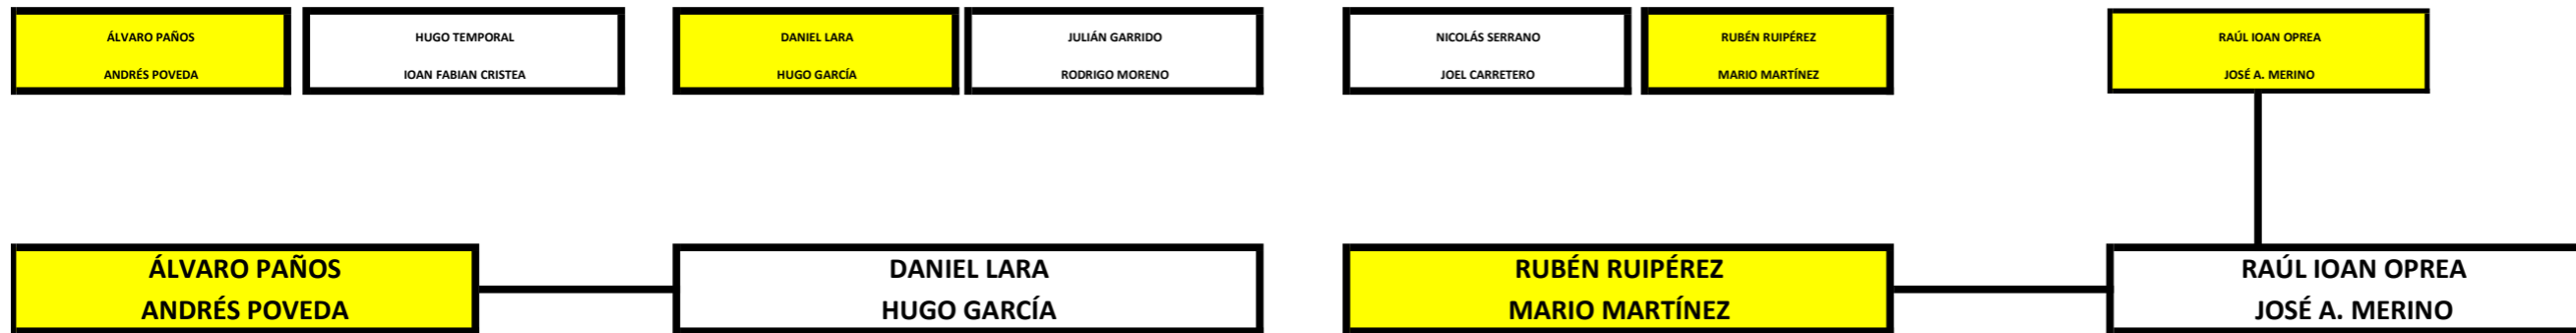 ÁLVARO PAÑOS
ANDRÉS POVEDA
HUGO TEMPORAL
IOAN FABIAN CRISTEA
DANIEL LARA
HUGO GARCÍA
JULIÁN GARRIDO
RODRIGO MORENO
NICOLÁS SERRANO
JOEL CARRETERO
RUBÉN RUIPÉREZ
MARIO MARTÍNEZ
RAÚL IOAN OPREA
JOSÉ A. MERINO
ÁLVARO PAÑOS
ANDRÉS POVEDA
DANIEL LARA
HUGO GARCÍA
RUBÉN RUIPÉREZ
MARIO MARTÍNEZ
RAÚL IOAN OPREA
JOSÉ A. MERINO